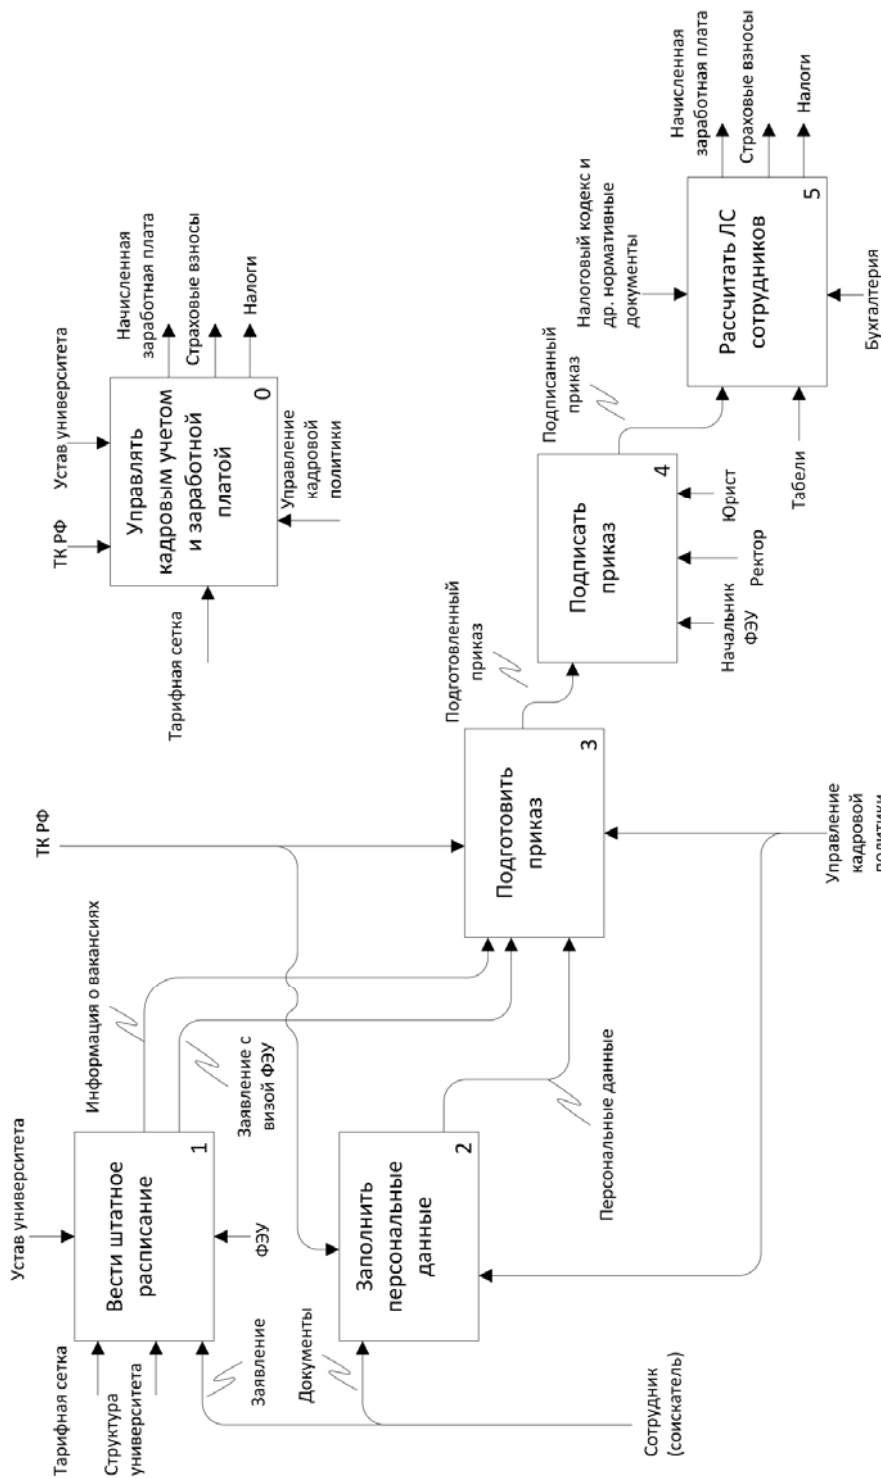 Устав университета
Тарифная сетка
Структура
университета
Вести штатное
расписание
1
ФЭУ
Заявление
Информация о вакансиях
Заявление с
визой ФЭУ
Документы
Заполнить
персональные
данные
2
Сотрудник
(соискатель)
Персональные данные
ТК РФ
Подготовить
приказ
3
Управление
кадровой
политики
Подготовленный
приказ
Подписать
приказ
4
Начальник
ФЭУ
Ректор
Юрист
Подписанный
приказ
Налоговый кодекс и
др. нормативные
документы
Рассчитать ЛС
сотрудников
5
Табели
Бухгалтерия
Начисленная
заработная плата
Страховые взносы
Налоги
ТК РФ
Устав университета
Тарифная сетка
Управлять
кадровым учетом
и заработной
платой
0
Управление
кадровой
политики
Начисленная
заработная плата
Страховые взносы
Налоги